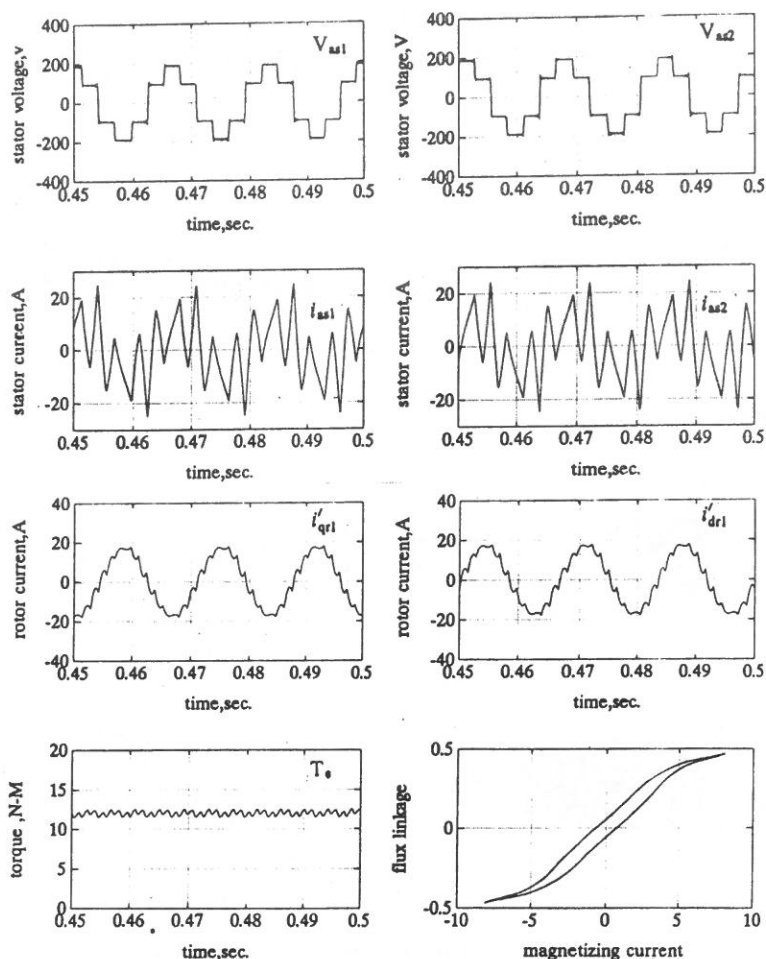 400
200
0
-200
-400
stator voltage,v
V_as1
0.45 0.46 0.47 0.48 0.49 0.5
time,sec.
400
200
0
-200
-400
stator voltage,V
V_as2
0.45 0.46 0.47 0.48 0.49 0.5
time,sec.
20
0
-20
stator current,A
i_as1
0.45 0.46 0.47 0.48 0.49 0.5
time,sec.
20
0
-20
stator current,A
i_as2
0.45 0.46 0.47 0.48 0.49 0.5
time,sec.
40
20
0
-20
-40
rotor current,A
i'_qr1
0.45 0.46 0.47 0.48 0.49 0.5
time,sec.
40
20
0
-20
-40
rotor current,A
i'_dr1
0.45 0.46 0.47 0.48 0.49 0.5
time,sec.
20
15
10
5
0
torque ,N-M
T_e
0.45 0.46 0.47 0.48 0.49 0.5
time,sec.
0.5
0
-0.5
flux linkage
-10 -5 0 5 10
magnetizing current